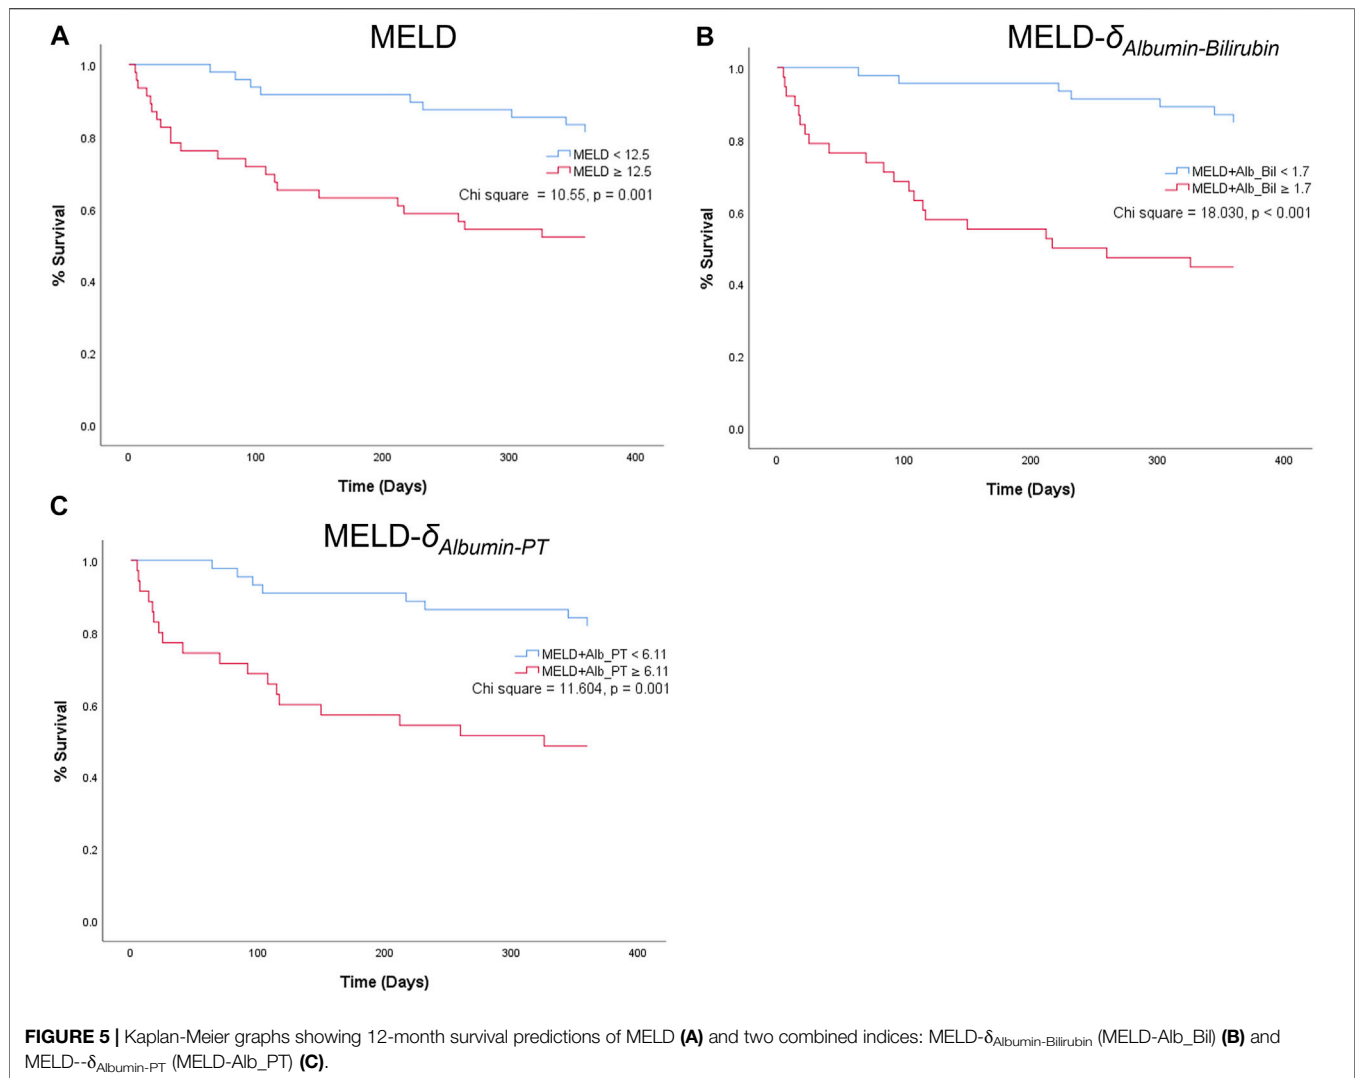 A
MELD
1.0
0.8
0.6
0.4
0.2
0.0
% Survival
MELD < 12.5
MELD ≥ 12.5
Chi square = 10.55, p = 0.001
0 100 200 300 400
Time (Days)
B
MELD-δAlbumin-Bilirubin
1.0
0.8
0.6
0.4
0.2
0.0
% Survival
MELD+Alb_Bil < 1.7
MELD+Alb_Bil ≥ 1.7
Chi square = 18.030, p < 0.001
0 100 200 300 400
Time (Days)
C
MELD-δAlbumin-PT
1.0
0.8
0.6
0.4
0.2
0.0
% Survival
MELD+Alb_PT < 6.11
MELD+Alb_PT ≥ 6.11
Chi square = 11.604, p = 0.001
0 100 200 300 400
Time (Days)
FIGURE 5 | Kaplan-Meier graphs showing 12-month survival predictions of MELD (A) and two combined indices: MELD-δAlbumin-Bilirubin (MELD-Alb_Bil) (B) and
MELD--δAlbumin-PT (MELD-Alb_PT) (C).